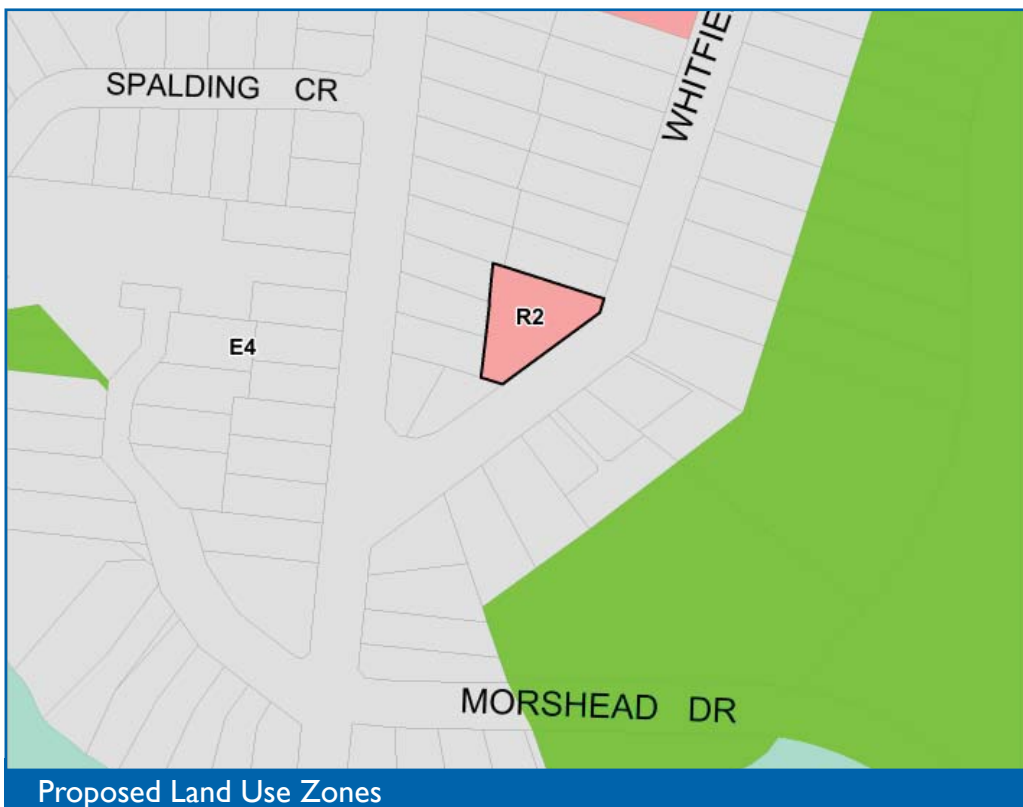 SPALDING CR
WHITFIE
R2
E4
MORSHEAD DR
Proposed Land Use Zones